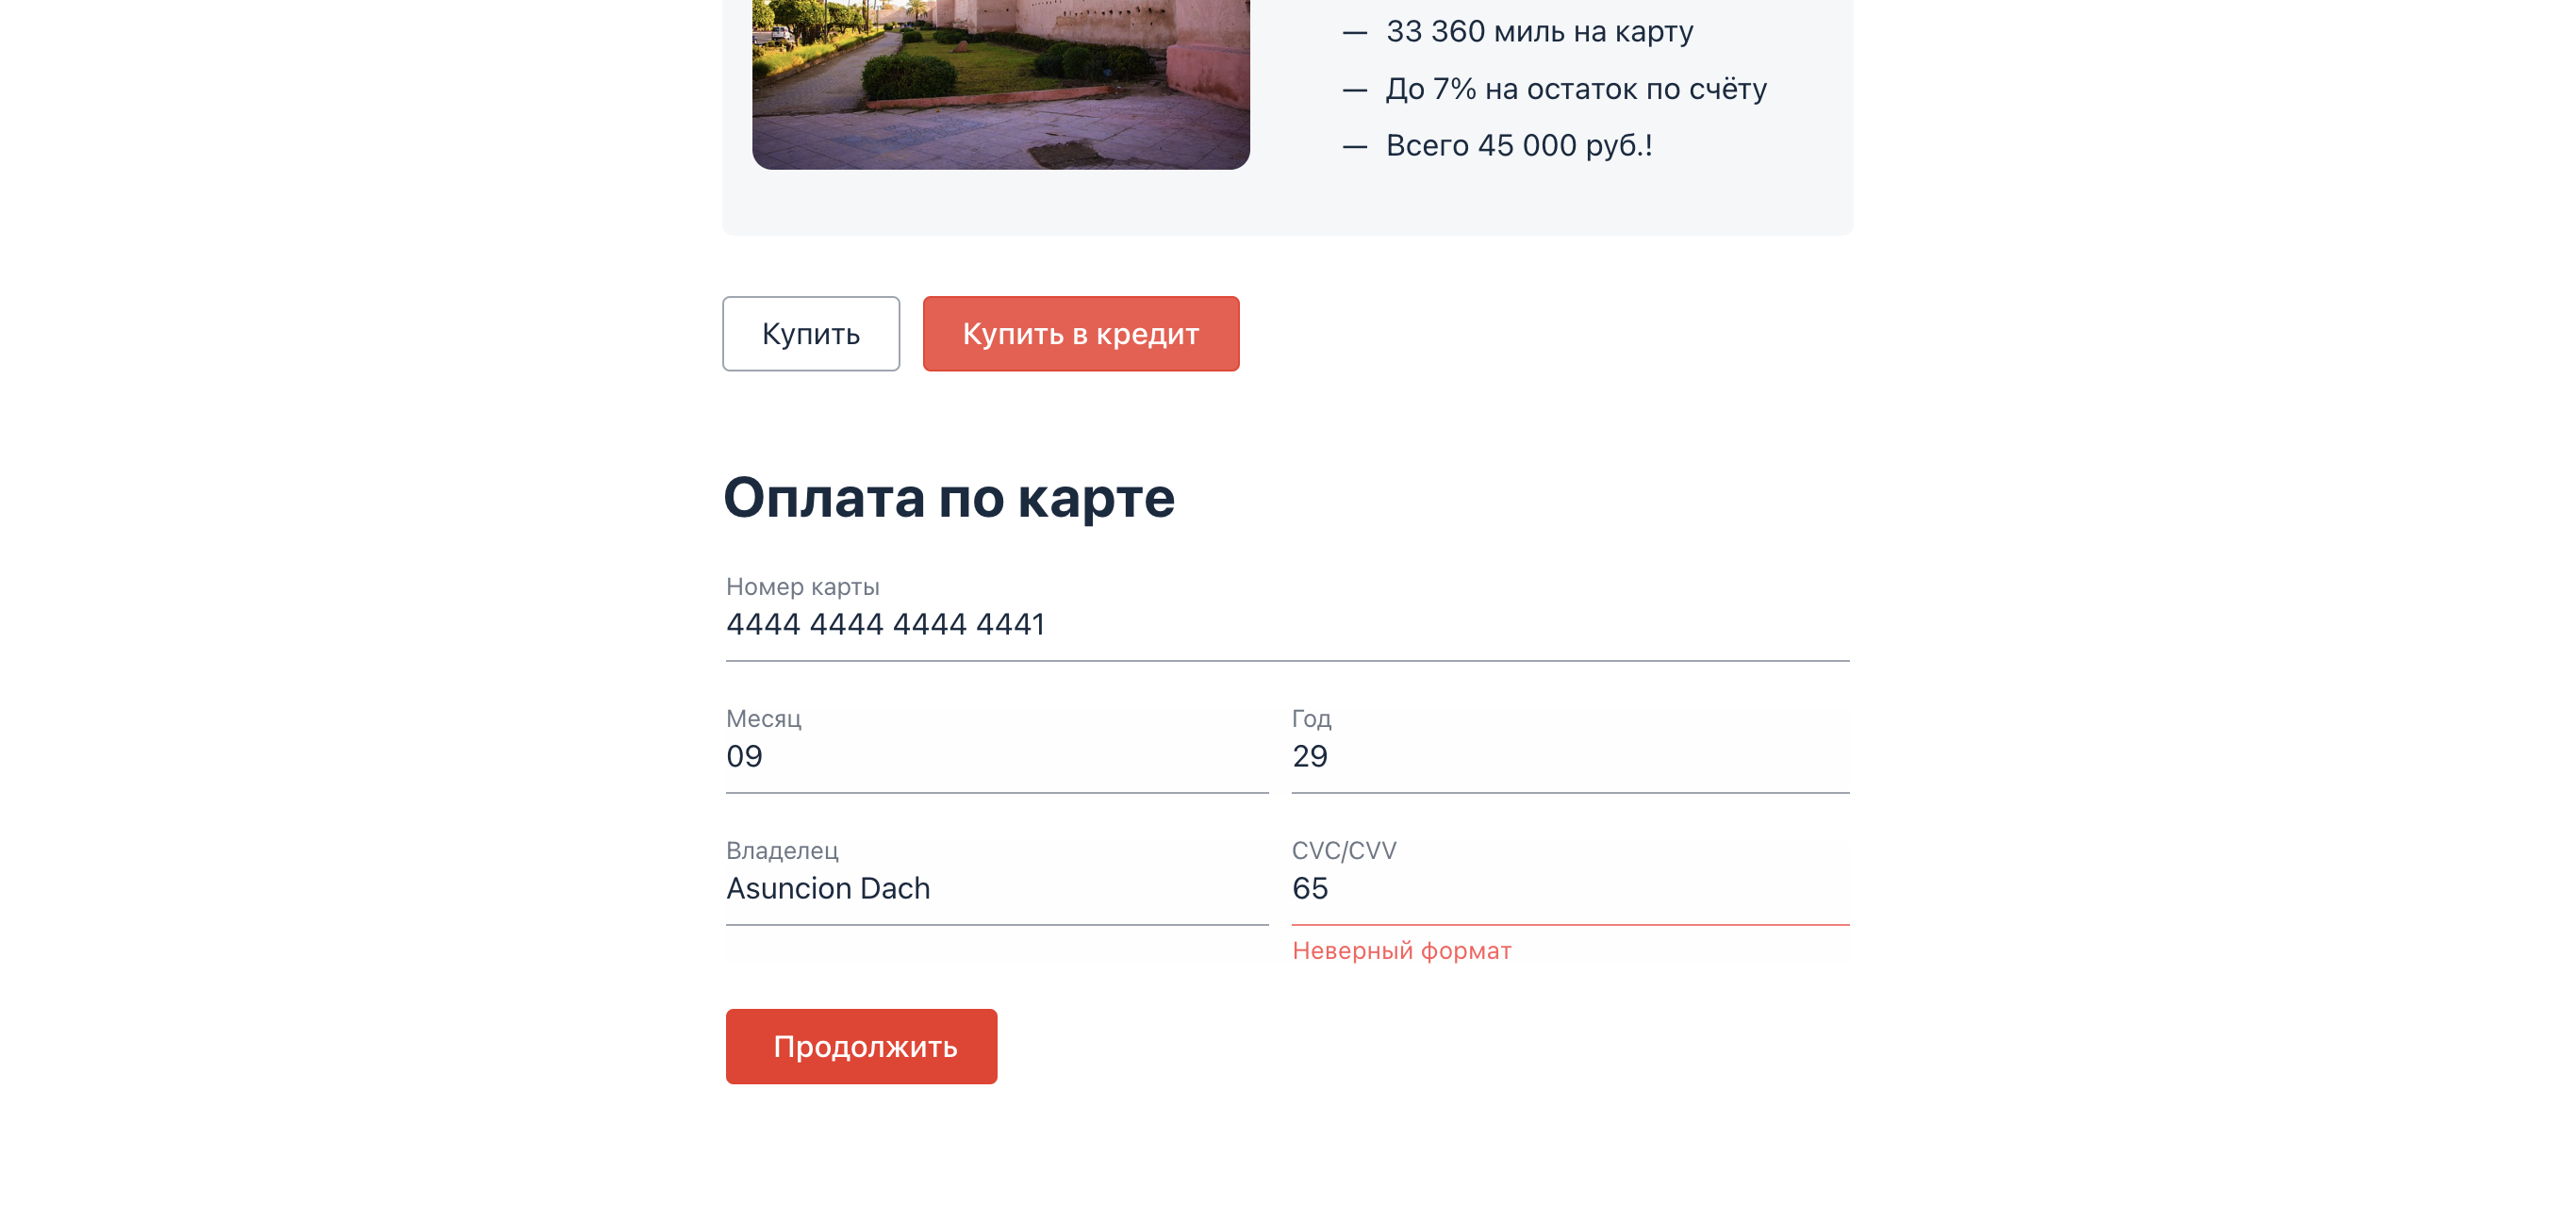 — 33 360 миль на карту
— До 7% на остаток по счёту
— Всего 45 000 руб.!
Купить
Купить в кредит
Оплата по карте
Номер карты
4444 4444 4444 4441
Месяц
09
Год
29
Владелец
Asuncion Dach
CVC/CVV
65
Неверный формат
Продолжить